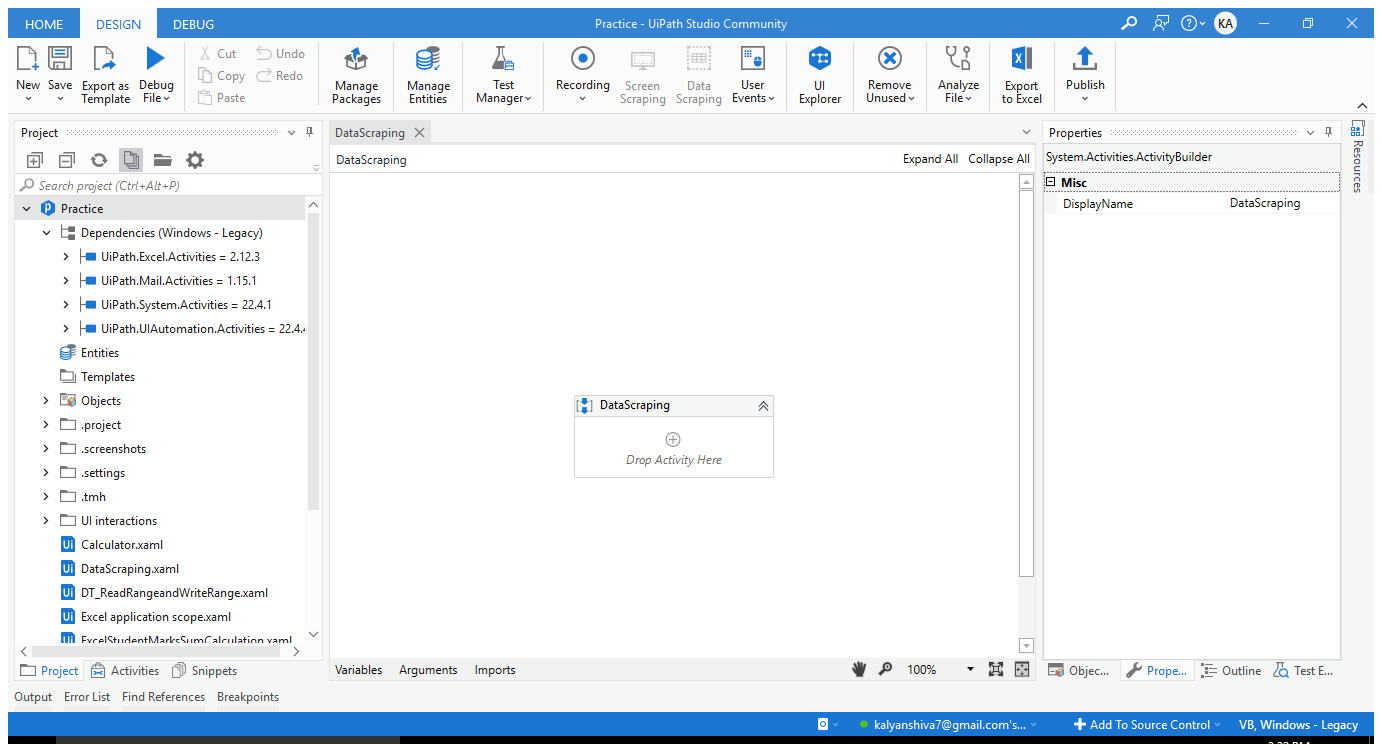 HOME DESIGN DEBUG Practice - UiPath Studio Community KA
New Save Export as Template Debug File
Cut Copy Paste Undo Redo
Manage Packages
Manage Entities
Test Manager
Recording
Screen Scraping
Data Scraping
User Events
UI Explorer
Remove Unused
Analyze File
Export to Excel
Publish
Project
Search project (Ctrl+Alt+P)
Practice
Dependencies (Windows - Legacy)
UiPath.Excel.Activities = 2.12.3
UiPath.Mail.Activities = 1.15.1
UiPath.System.Activities = 22.4.1
UiPath.UIAutomation.Activities = 22.4.
Entities
Templates
Objects
.project
.screenshots
.settings
.tmh
UI interactions
Calculator.xaml
DataScraping.xaml
DT_ReadRangeandWriteRange.xaml
Excel application scope.xaml
ExcelStudentMarksSumCalculation.xaml
Project Activities Snippets
DataScraping
DataScraping Expand All Collapse All
DataScraping
Drop Activity Here
Variables Arguments Imports 100%
Properties
System.Activities.ActivityBuilder
Misc
DisplayName DataScraping
Objec... Prope... Outline Test E...
Resources
Output Error List Find References Breakpoints
kalyanshiva7@gmail.com's... Add To Source Control VB, Windows - Legacy